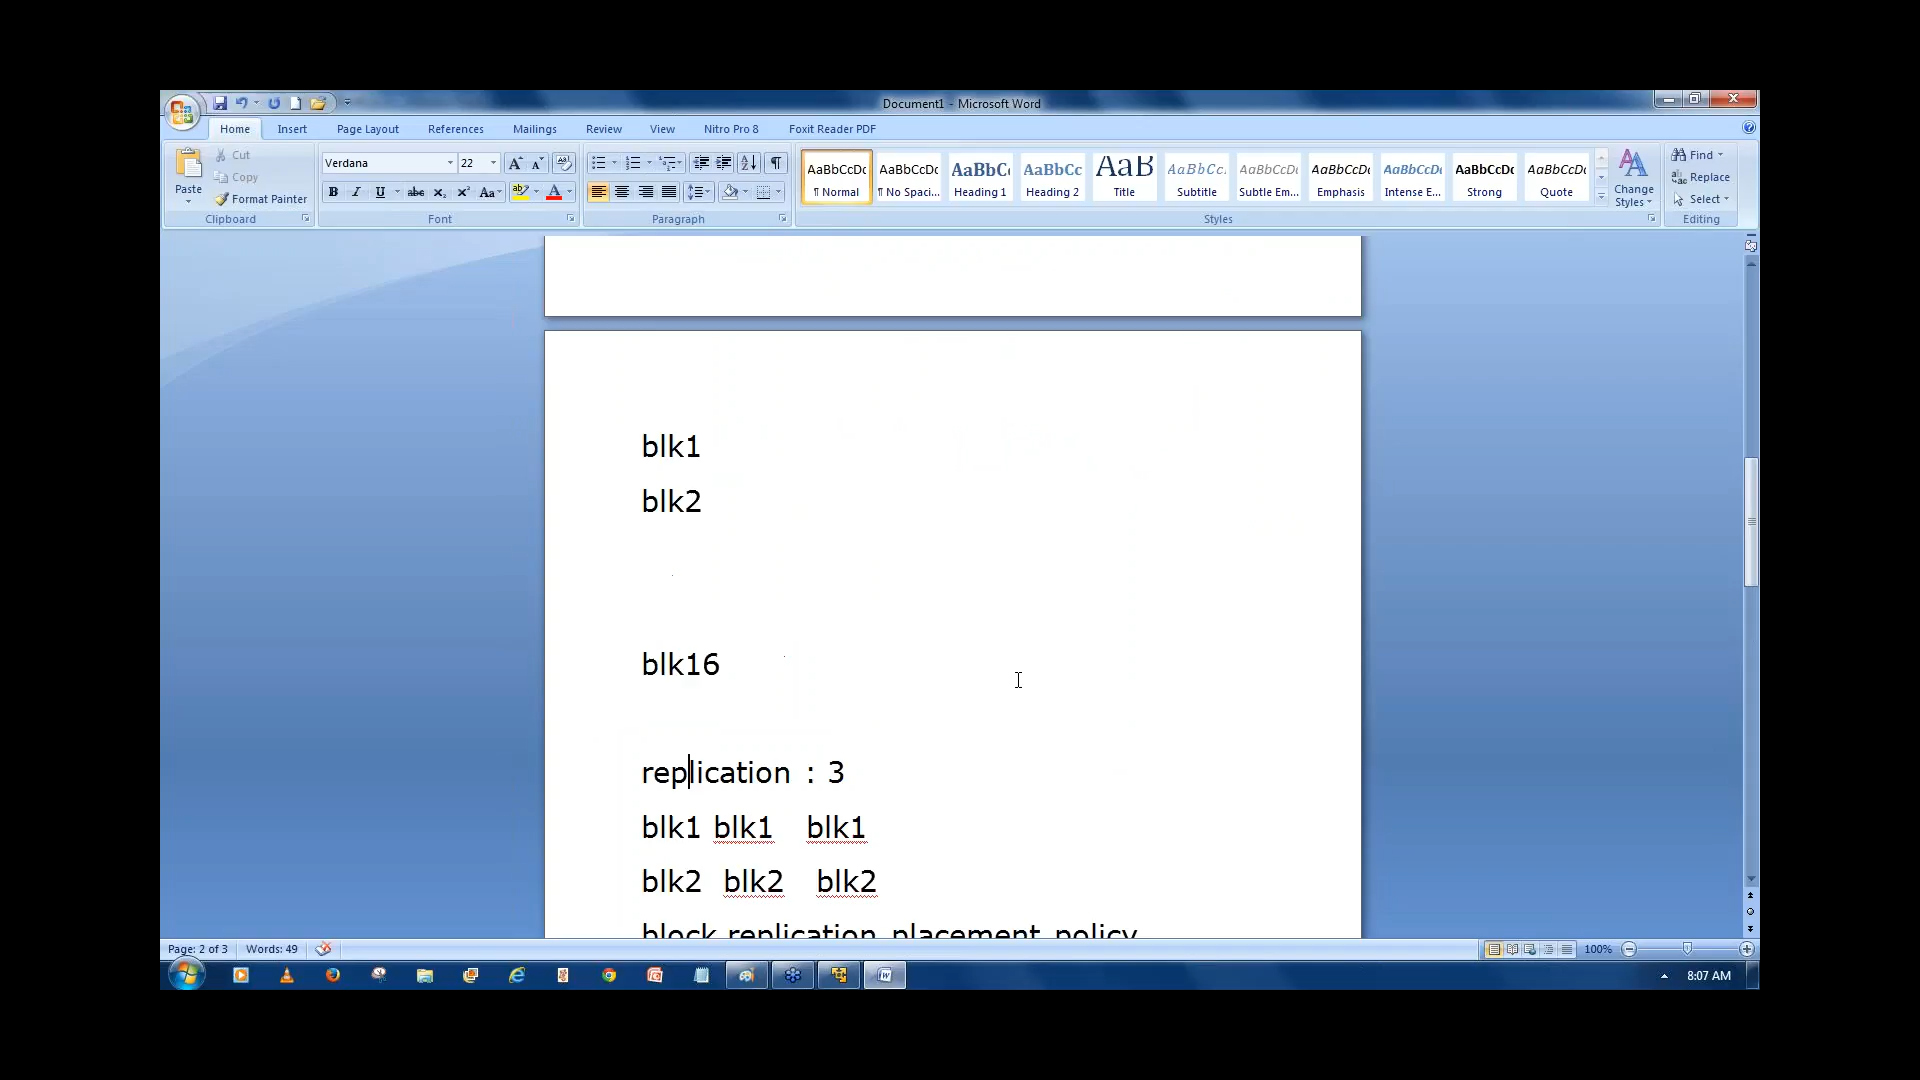 Document1 - Microsoft Word
Home Insert Page Layout References Mailings Review View Nitro Pro 8 Foxit Reader PDF
Paste
Cut
Copy
Format Painter
Clipboard
Verdana 22
Font
Paragraph
AaBbCcDc AaBbCcDc AaBbC AaBbCc AaB AaBbCc. AaBbCcDc AaBbCcDc AaBbCcDc AaBbCcDc AaBbCcDc
¶ Normal ¶ No Spaci... Heading 1 Heading 2 Title Subtitle Subtle Em... Emphasis Intense E... Strong Quote
Change Styles
Styles
Find
Replace
Select
Editing
blk1
blk2
blk16
replication : 3
blk1 blk1 blk1
blk2 blk2 blk2
block replication placement policy
Page: 2 of 3 Words: 49 100%
8:07 AM